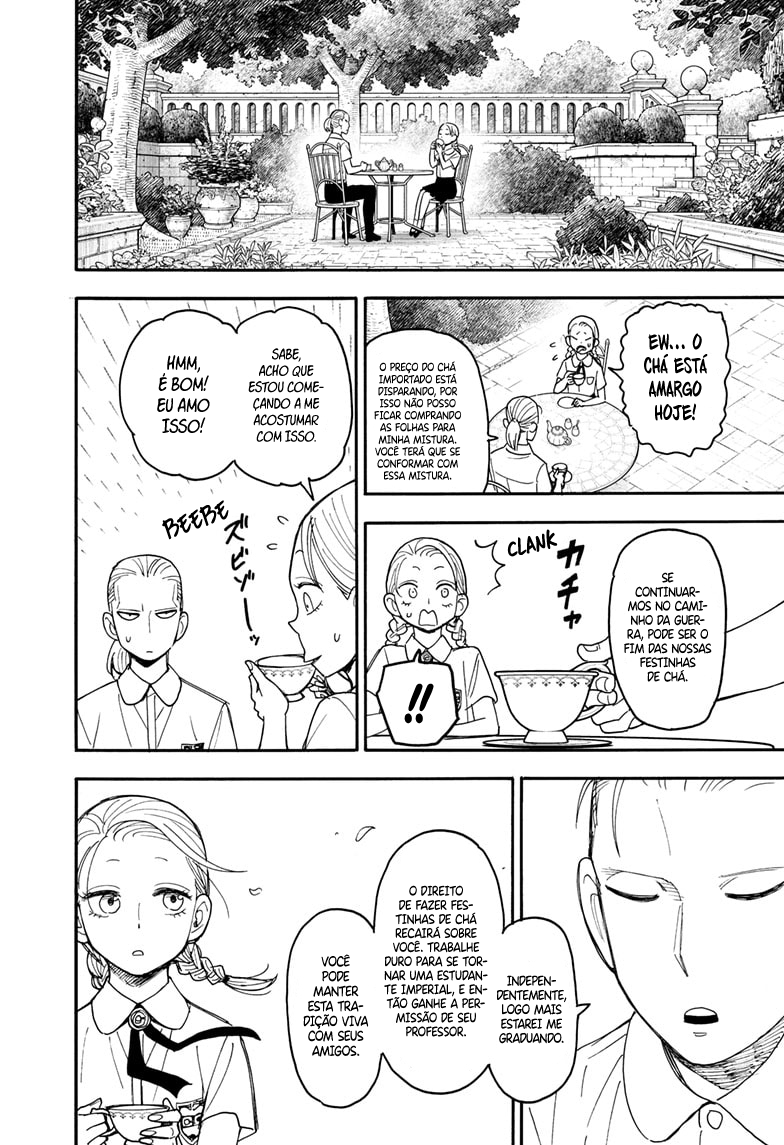 EW... O
CHÁ ESTÁ
AMARGO
HOJE!
O PREÇO DO CHÁ
IMPORTADO ESTÁ
DISPARANDO, POR
ISSO NÃO POSSO
FICAR COMPRANDO
AS FOLHAS PARA
MINHA MISTURA.
VOCÊ TERÁ QUE SE
CONFORMAR COM
ESSA MISTURA.
SABE,
ACHO QUE
ESTOU COME-
ÇANDO A ME
ACOSTUMAR
COM ISSO.
HMM,
É BOM!
EU AMO
ISSO!
BEEBE
ズビゾーッ
SE
CONTINUAR-
MOS NO CAMI-
NHO DA GUER-
RA, PODE SER O
FIM DAS NOSSAS
FESTINHAS
DE CHÁ.
カチャ
CLANK
!!
INDEPEN-
DENTEMENTE,
LOGO MAIS
ESTAREI ME
GRADUANDO.
O DIREITO
DE FAZER FES-
TINHAS DE CHÁ
RECAIRÁ SOBRE
VOCÊ. TRABALHE
DURO PARA SE TOR-
NAR UMA ESTUDAN-
TE IMPERIAL, E EN-
TÃO GANHE A PER-
MISSÃO DE SEU
PROFESSOR.
VOCÊ
PODE
MANTER
ESTA TRA-
DIÇÃO VIVA
COM SEUS
AMIGOS.